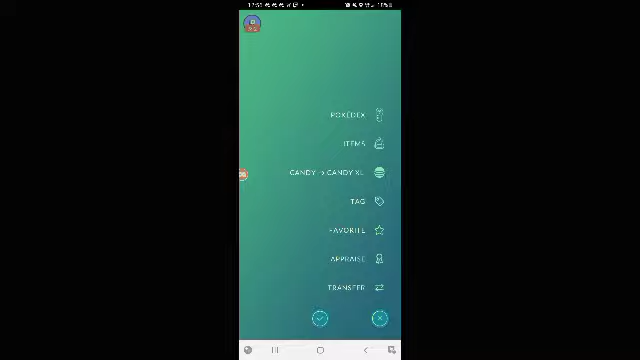 POKÉDEX
ITEMS
CANDY → CANDY XL
TAG
FAVORITE
APPRAISE
TRANSFER